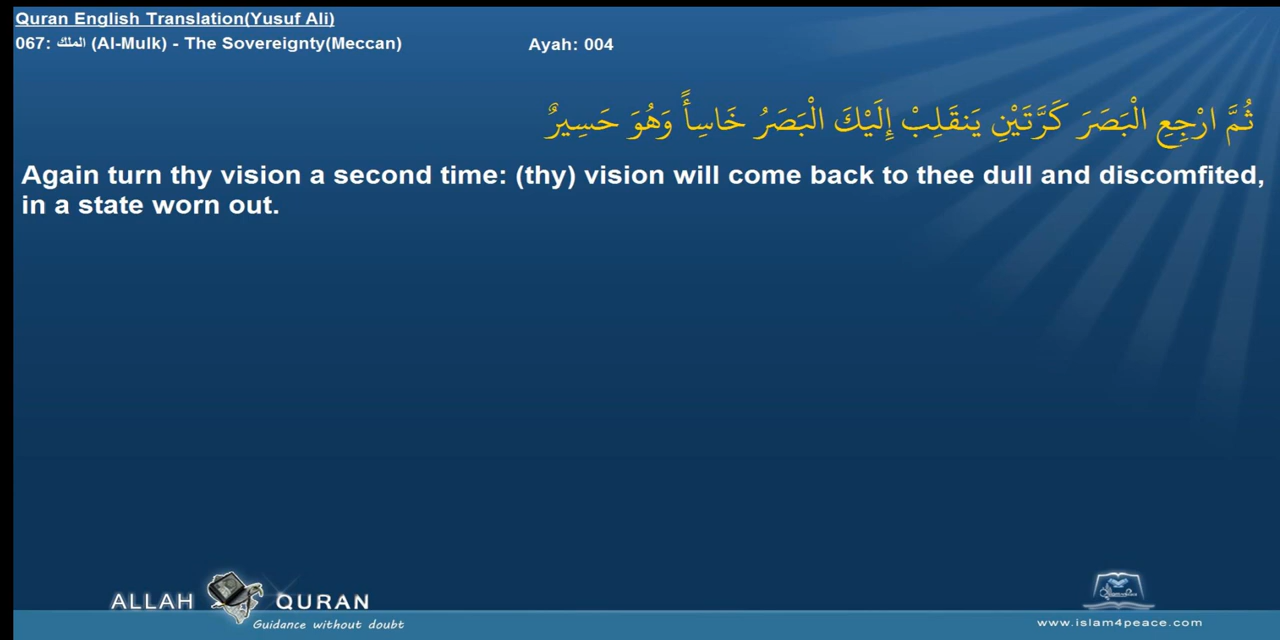 Quran English Translation(Yusuf Ali)
067: الملك (Al-Mulk) - The Sovereignty(Meccan) Ayah: 004
ثُمَّ ارْجِعِ الْبَصَرَ كَرَّتَيْنِ يَنقَلِبْ إِلَيْكَ الْبَصَرُ خَاسِأً وَهُوَ حَسِيرٌ
Again turn thy vision a second time: (thy) vision will come back to thee dull and discomfited,
in a state worn out.
ALLAH QURAN
Guidance without doubt
www.islam4peace.com